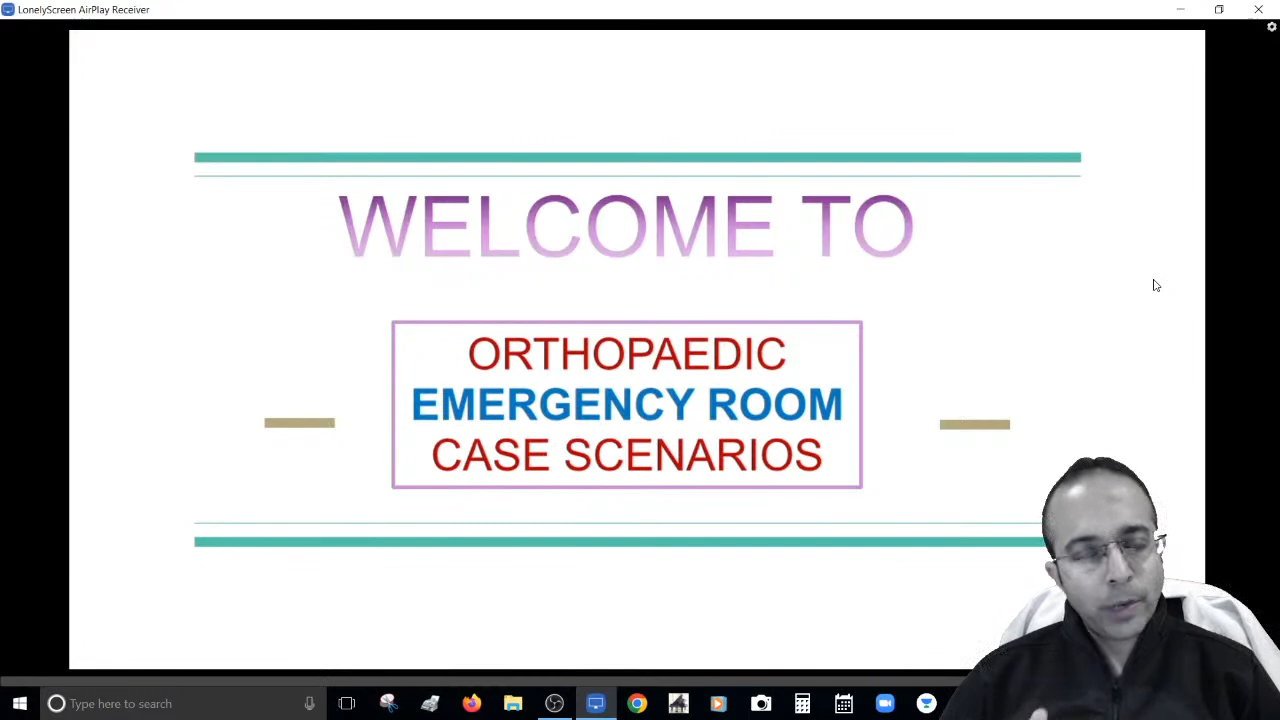 LonelyScreen AirPlay Receiver
WELCOME TO
ORTHOPAEDIC
EMERGENCY ROOM
CASE SCENARIOS
Type here to search